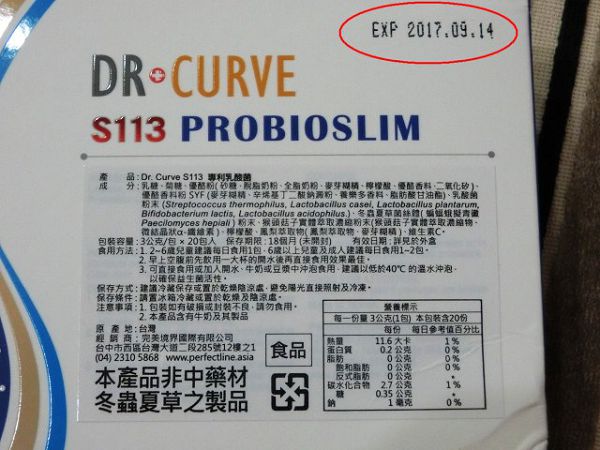 EXP 2017.09.14
DR CURVE
S113 PROBIOSLIM
產 品:Dr. Curve S113 專利乳酸菌
成 分:乳糖、菊糖、優酪粉(砂糖、脫脂奶粉、全脂奶粉、麥芽糊精、檸檬酸、優酪香料、二氧化矽)、
優酪香料粉 SYF(麥芽糊精、辛烯基丁二酸鈉澱粉、養樂多香料、脂肪酸甘油酯)、乳酸菌
粉末 (Streptococcus thermophilus, Lactobacillus casei, Lactobacillus plantarum,
Bifidobacterium lactis, Lactobacillus acidophilus.)、冬蟲夏草菌絲體( 蝙蝠蛾擬青黴
Paecilomyces hepiali ) 粉末、猴頭菇子實體萃取濃縮粉末(猴頭菇子實體萃取濃縮物、
微結晶狀α-纖維素)、檸檬酸、鳳梨萃取物 (鳳梨萃取物、麥芽糊精)、維生素C。
包裝容量:3公克/包 × 20包入 保存期限:18個月(未開封) 有效日期:詳見於外盒
食用方法:1. 2~6歲兒童建議每日食用1包, 6歲以上兒童及成人建議每日食用1~2包。
2. 早上空腹前先飲用一大杯的開水後再直接食用效果最佳。
3. 可直接食用或加入開水、牛奶或豆漿中沖泡食用, 建議以低於40℃ 的溫水沖泡,
以確保益生菌活性。
保存方式:建議冷藏保存或置於乾燥陰涼處, 避免陽光直接照射及冷凍。
保存條件:請置冰箱冷藏或置於乾燥及陰涼處。
注意事項:1. 包裝如有破損或封裝不良, 請勿食用。
2. 本產品含有牛奶及其製品
原 產 地:台灣
經 銷 商:完美境界國際有限公司
台中市西區台灣大道二段285號12樓之1
(04) 2310 5868 www.perfectline.asia
食品
本產品非中藥材
冬蟲夏草之製品
營養標示
每一份量 3公克(1包) 本包裝含20份
每份 每日參考值百分比
熱量 11.6 大卡 1%
蛋白質 0.2 公克 0%
脂肪 0 公克 0%
飽和脂肪 0 公克 0%
反式脂肪 0 公克 *
碳水化合物 2.7 公克 1%
糖 0.35 公克 *
鈉 1 毫克 0%